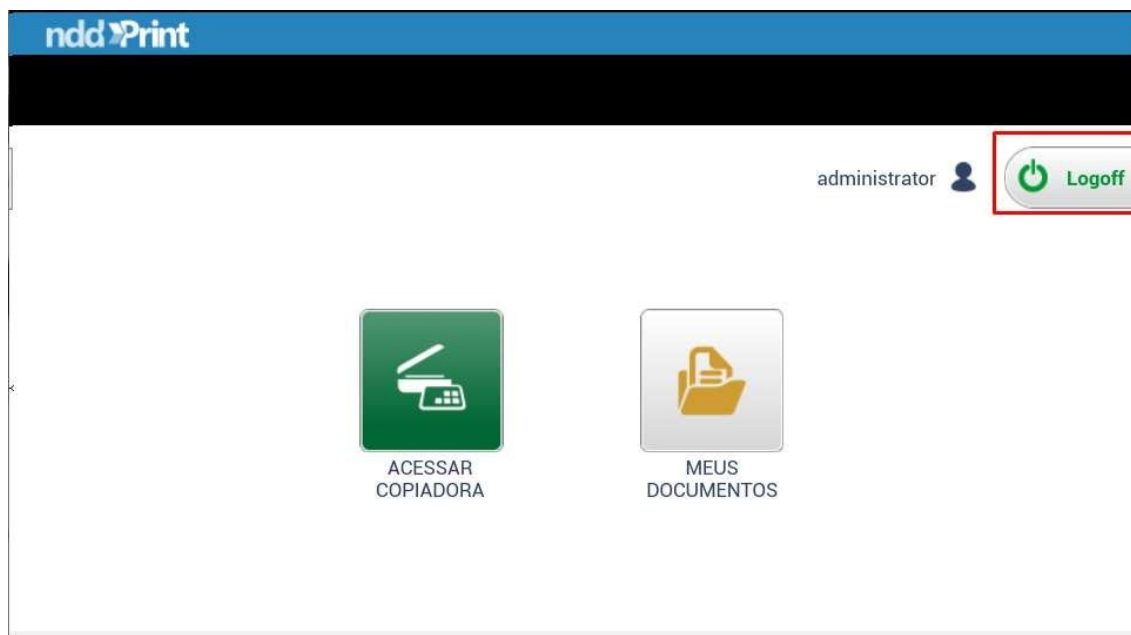 ndd Print
administrator
Logoff
ACESSAR
COPIADORA
MEUS
DOCUMENTOS